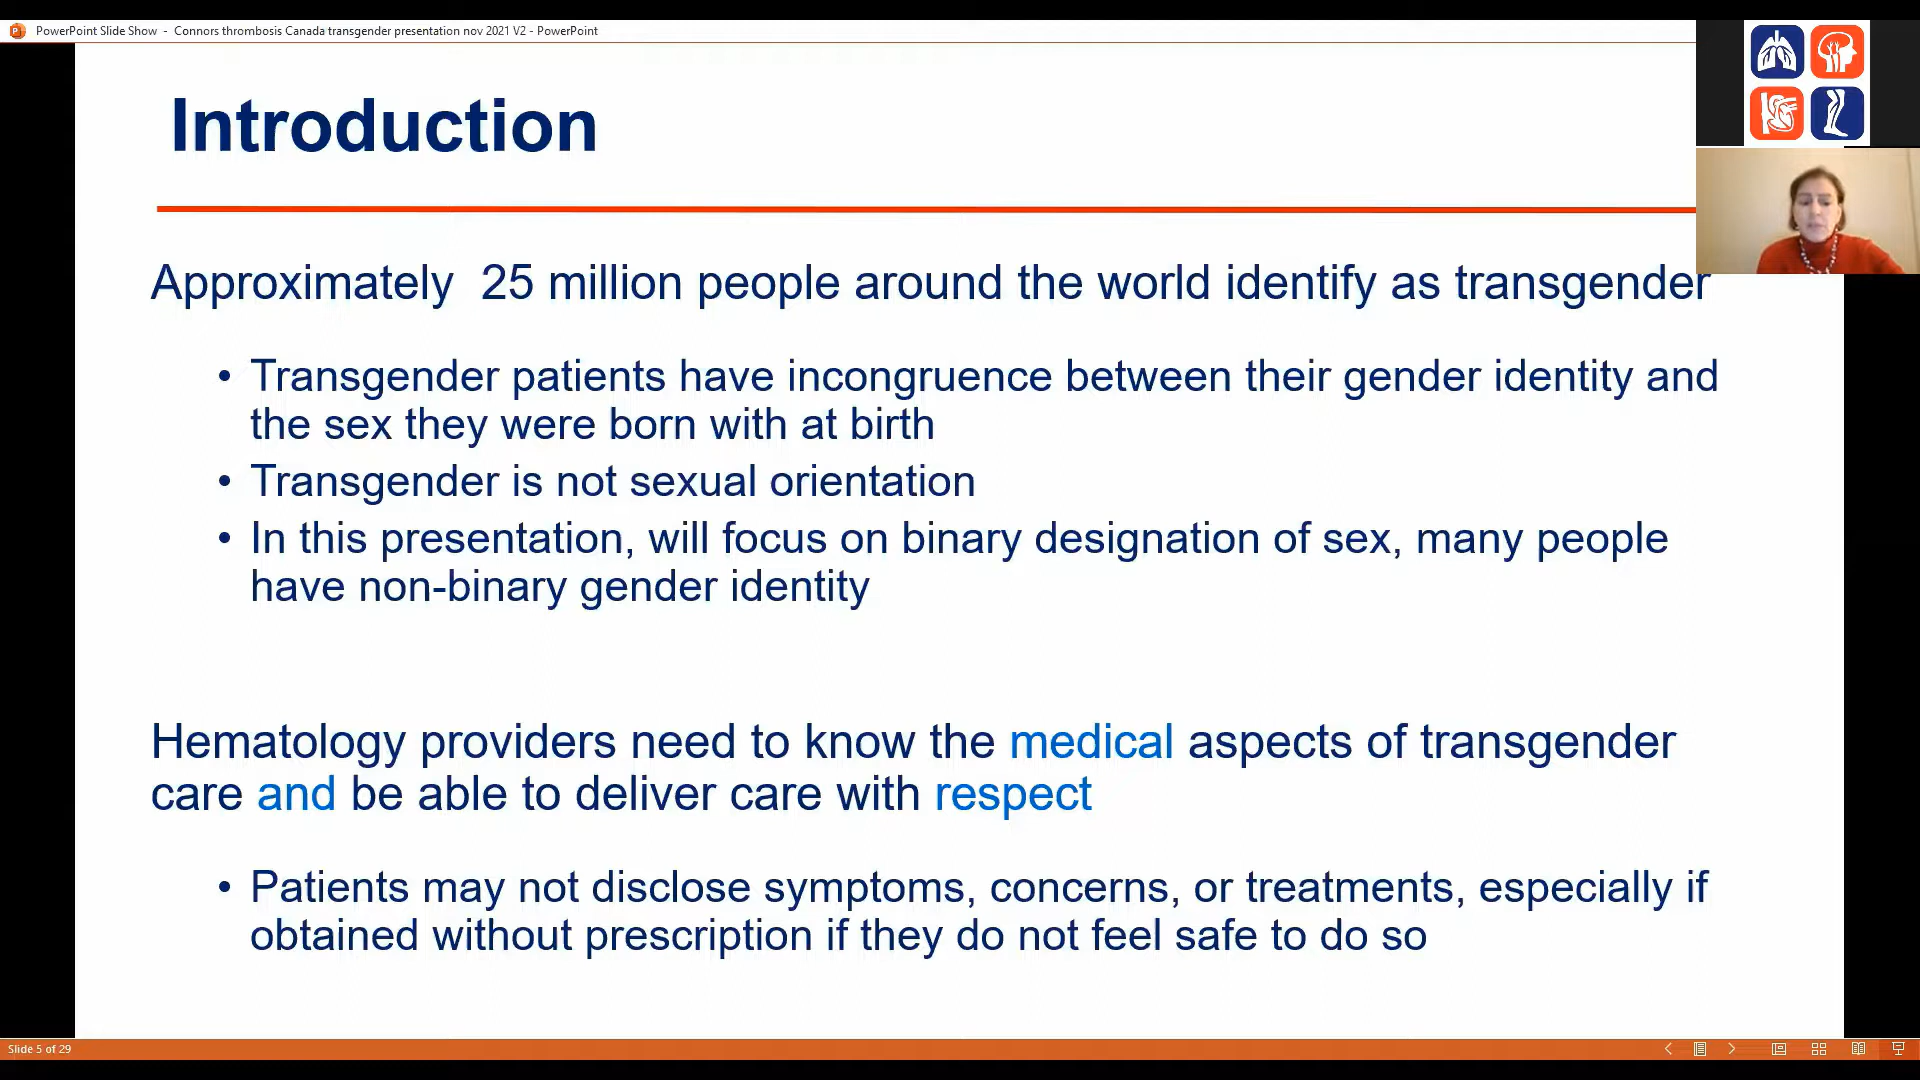 PowerPoint Slide Show - Connors thrombosis Canada transgender presentation nov 2021 V2 - PowerPoint
Introduction
Approximately 25 million people around the world identify as transgender
• Transgender patients have incongruence between their gender identity and
the sex they were born with at birth
• Transgender is not sexual orientation
• In this presentation, will focus on binary designation of sex, many people
have non-binary gender identity
Hematology providers need to know the medical aspects of transgender
care and be able to deliver care with respect
• Patients may not disclose symptoms, concerns, or treatments, especially if
obtained without prescription if they do not feel safe to do so
Slide 5 of 29